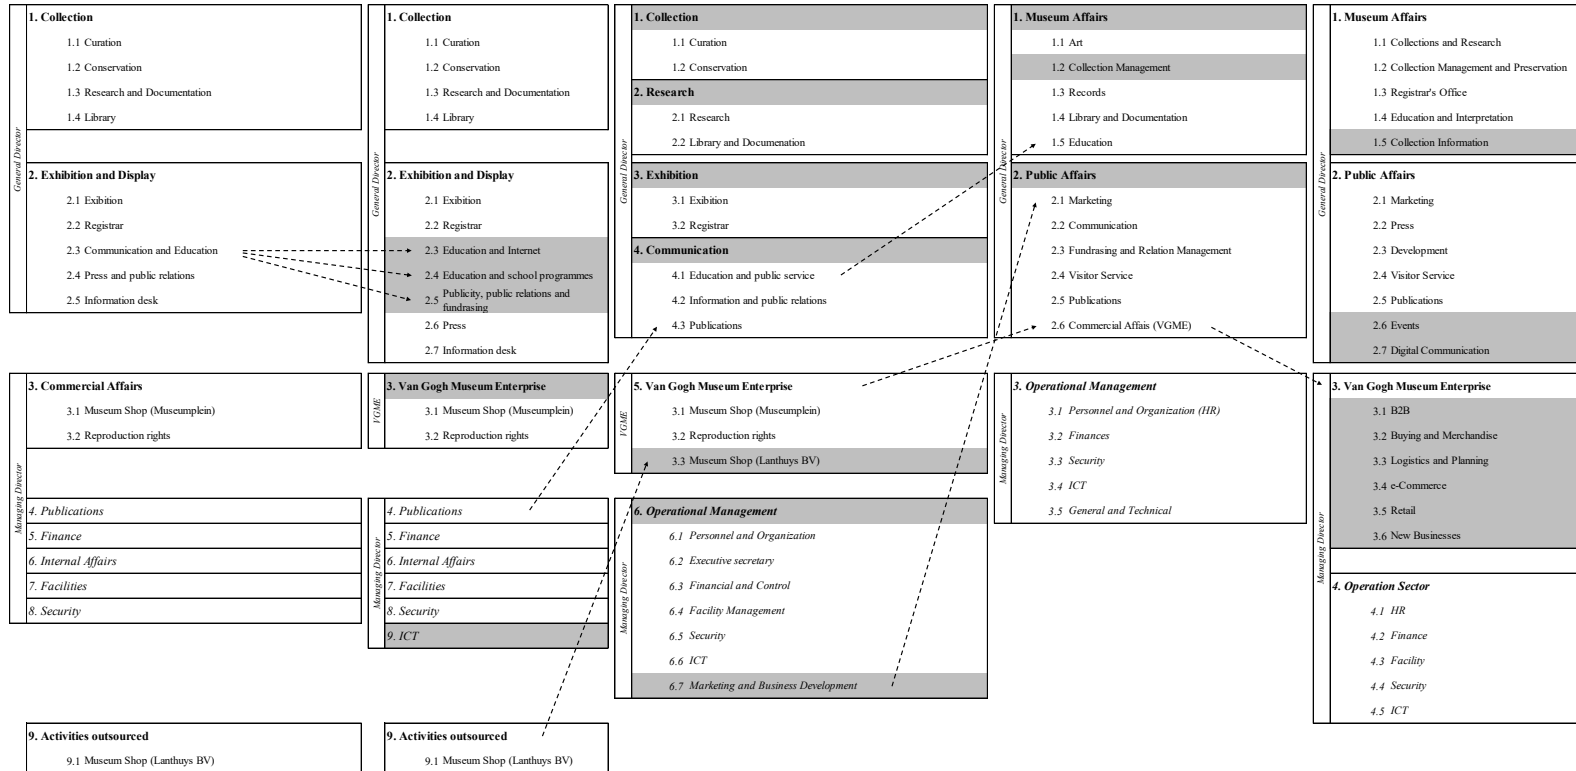 General Director
1. Collection
1.1 Curation
1.2 Conservation
1.3 Research and Documentation
1.4 Library
2. Exhibition and Display
2.1 Exibition
2.2 Registrar
2.3 Communication and Education
2.4 Press and public relations
2.5 Information desk
Managing Director
3. Commercial Affairs
3.1 Museum Shop (Museumplein)
3.2 Reproduction rights
4. Publications
5. Finance
6. Internal Affairs
7. Facilities
8. Security
9. Activities outsourced
9.1 Museum Shop (Lanthuys BV)
General Director
1. Collection
1.1 Curation
1.2 Conservation
1.3 Research and Documentation
1.4 Library
2. Exhibition and Display
2.1 Exibition
2.2 Registrar
2.3 Education and Internet
2.4 Education and school programmes
2.5 Publicity, public relations and
fundrasing
2.6 Press
2.7 Information desk
VGME
3. Van Gogh Museum Enterprise
3.1 Museum Shop (Museumplein)
3.2 Reproduction rights
Managing Director
4. Publications
5. Finance
6. Internal Affairs
7. Facilities
8. Security
9. ICT
9. Activities outsourced
9.1 Museum Shop (Lanthuys BV)
General Director
1. Collection
1.1 Curation
1.2 Conservation
2. Research
2.1 Research
2.2 Library and Documenation
3. Exhibition
3.1 Exibition
3.2 Registrar
4. Communication
4.1 Education and public service
4.2 Information and public relations
4.3 Publications
VGME
5. Van Gogh Museum Enterprise
3.1 Museum Shop (Museumplein)
3.2 Reproduction rights
3.3 Museum Shop (Lanthuys BV)
Managing Director
6. Operational Management
6.1 Personnel and Organization
6.2 Executive secretary
6.3 Financial and Control
6.4 Facility Management
6.5 Security
6.6 ICT
6.7 Marketing and Business Development
General Director
1. Museum Affairs
1.1 Art
1.2 Collection Management
1.3 Records
1.4 Library and Documentation
1.5 Education
2. Public Affairs
2.1 Marketing
2.2 Communication
2.3 Fundrasing and Relation Management
2.4 Visitor Service
2.5 Publications
2.6 Commercial Affais (VGME)
Managing Director
3. Operational Management
3.1 Personnel and Organization (HR)
3.2 Finances
3.3 Security
3.4 ICT
3.5 General and Technical
General Director
1. Museum Affairs
1.1 Collections and Research
1.2 Collection Management and Preservation
1.3 Registrar's Office
1.4 Education and Interpretation
1.5 Collection Information
2. Public Affairs
2.1 Marketing
2.2 Press
2.3 Development
2.4 Visitor Service
2.5 Publications
2.6 Events
2.7 Digital Communication
Managing Director
3. Van Gogh Museum Enterprise
3.1 B2B
3.2 Buying and Merchandise
3.3 Logistics and Planning
3.4 e-Commerce
3.5 Retail
3.6 New Businesses
4. Operation Sector
4.1 HR
4.2 Finance
4.3 Facility
4.4 Security
4.5 ICT